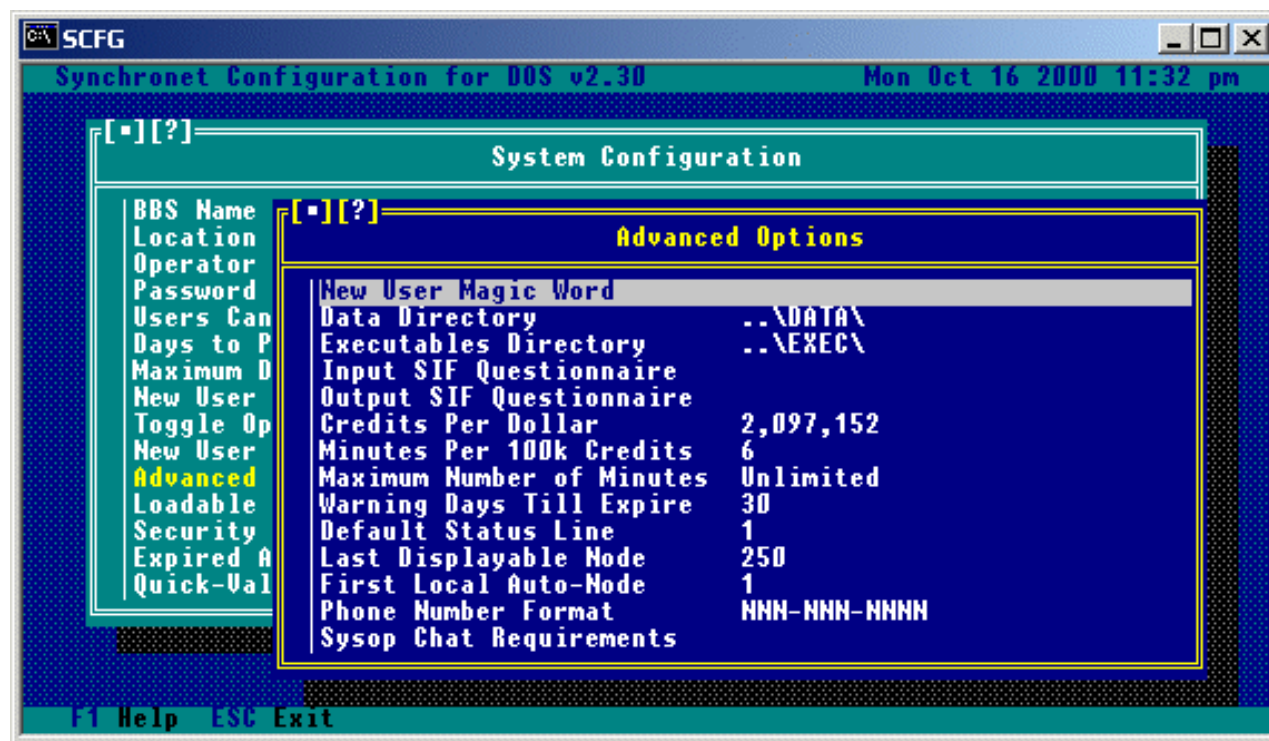 SCFG
Synchronet Configuration for DOS v2.30 Mon Oct 16 2000 11:32 pm
[▪][?]
System Configuration
BBS Name
Location
Operator
Password
Users Can
Days to P
Maximum D
New User
Toggle Op
New User
Advanced
Loadable
Security
Expired A
Quick-Val
[▪][?]
Advanced Options
New User Magic Word
Data Directory ..\DATA\
Executables Directory ..\EXEC\
Input SIF Questionnaire
Output SIF Questionnaire
Credits Per Dollar 2,097,152
Minutes Per 100k Credits 6
Maximum Number of Minutes Unlimited
Warning Days Till Expire 30
Default Status Line 1
Last Displayable Node 250
First Local Auto-Node 1
Phone Number Format NNN-NNN-NNNN
Sysop Chat Requirements
F1 Help ESC Exit